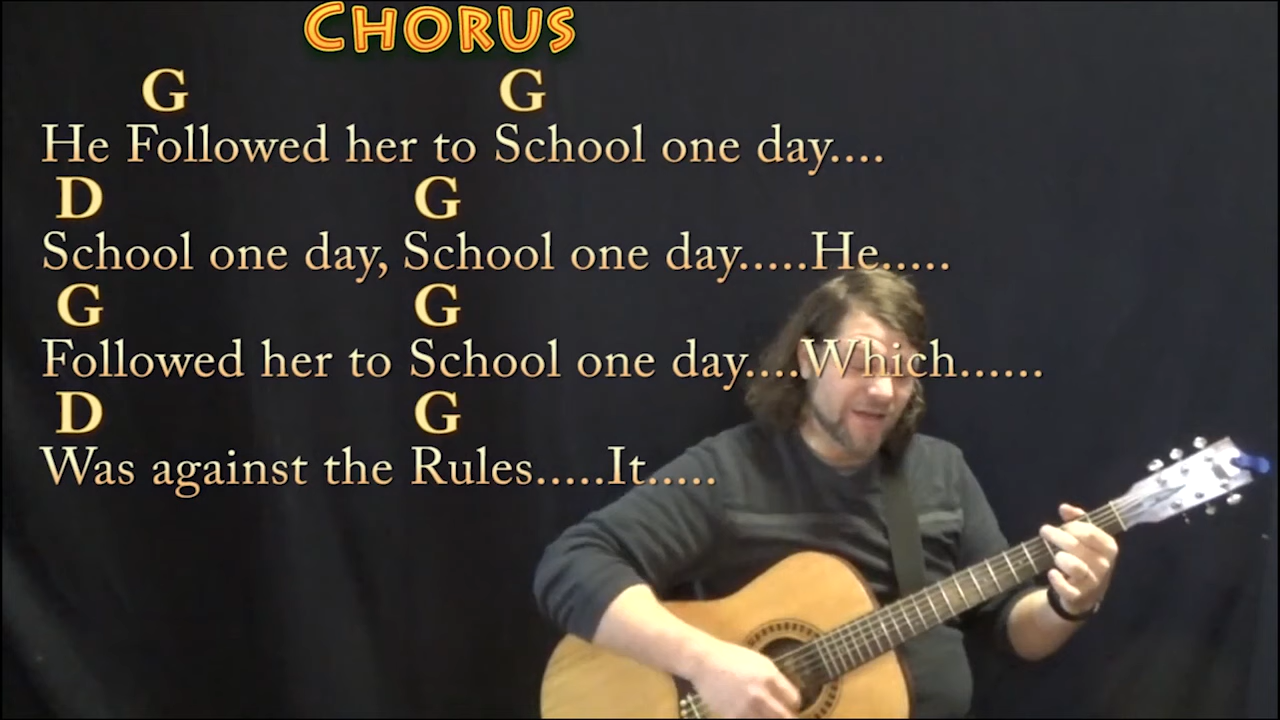 CHORUS
G G
He Followed her to School one day....
D G
School one day, School one day.....He.....
G G
Followed her to School one day....Which......
D G
Was against the Rules.....It.....